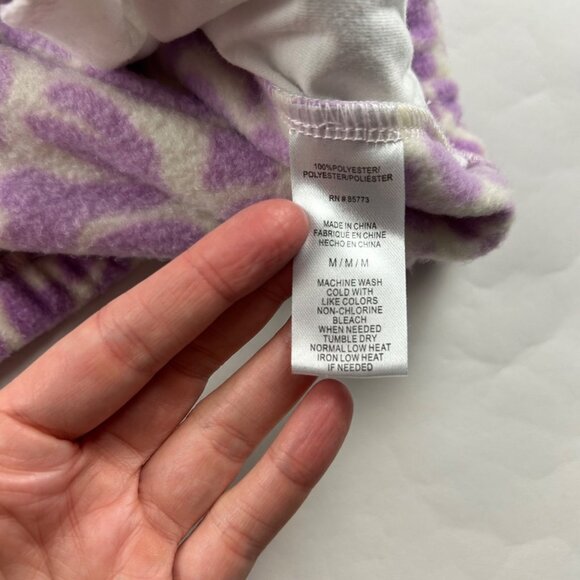 100%POLYESTER/
POLYESTER/POLIÉSTER
RN # 85773
MADE IN CHINA
FABRIQUÉ EN CHINE
HECHO EN CHINA
M / M / M
MACHINE WASH
COLD WITH
LIKE COLORS
NON-CHLORINE
BLEACH
WHEN NEEDED
TUMBLE DRY
NORMAL LOW HEAT
IRON LOW HEAT
IF NEEDED